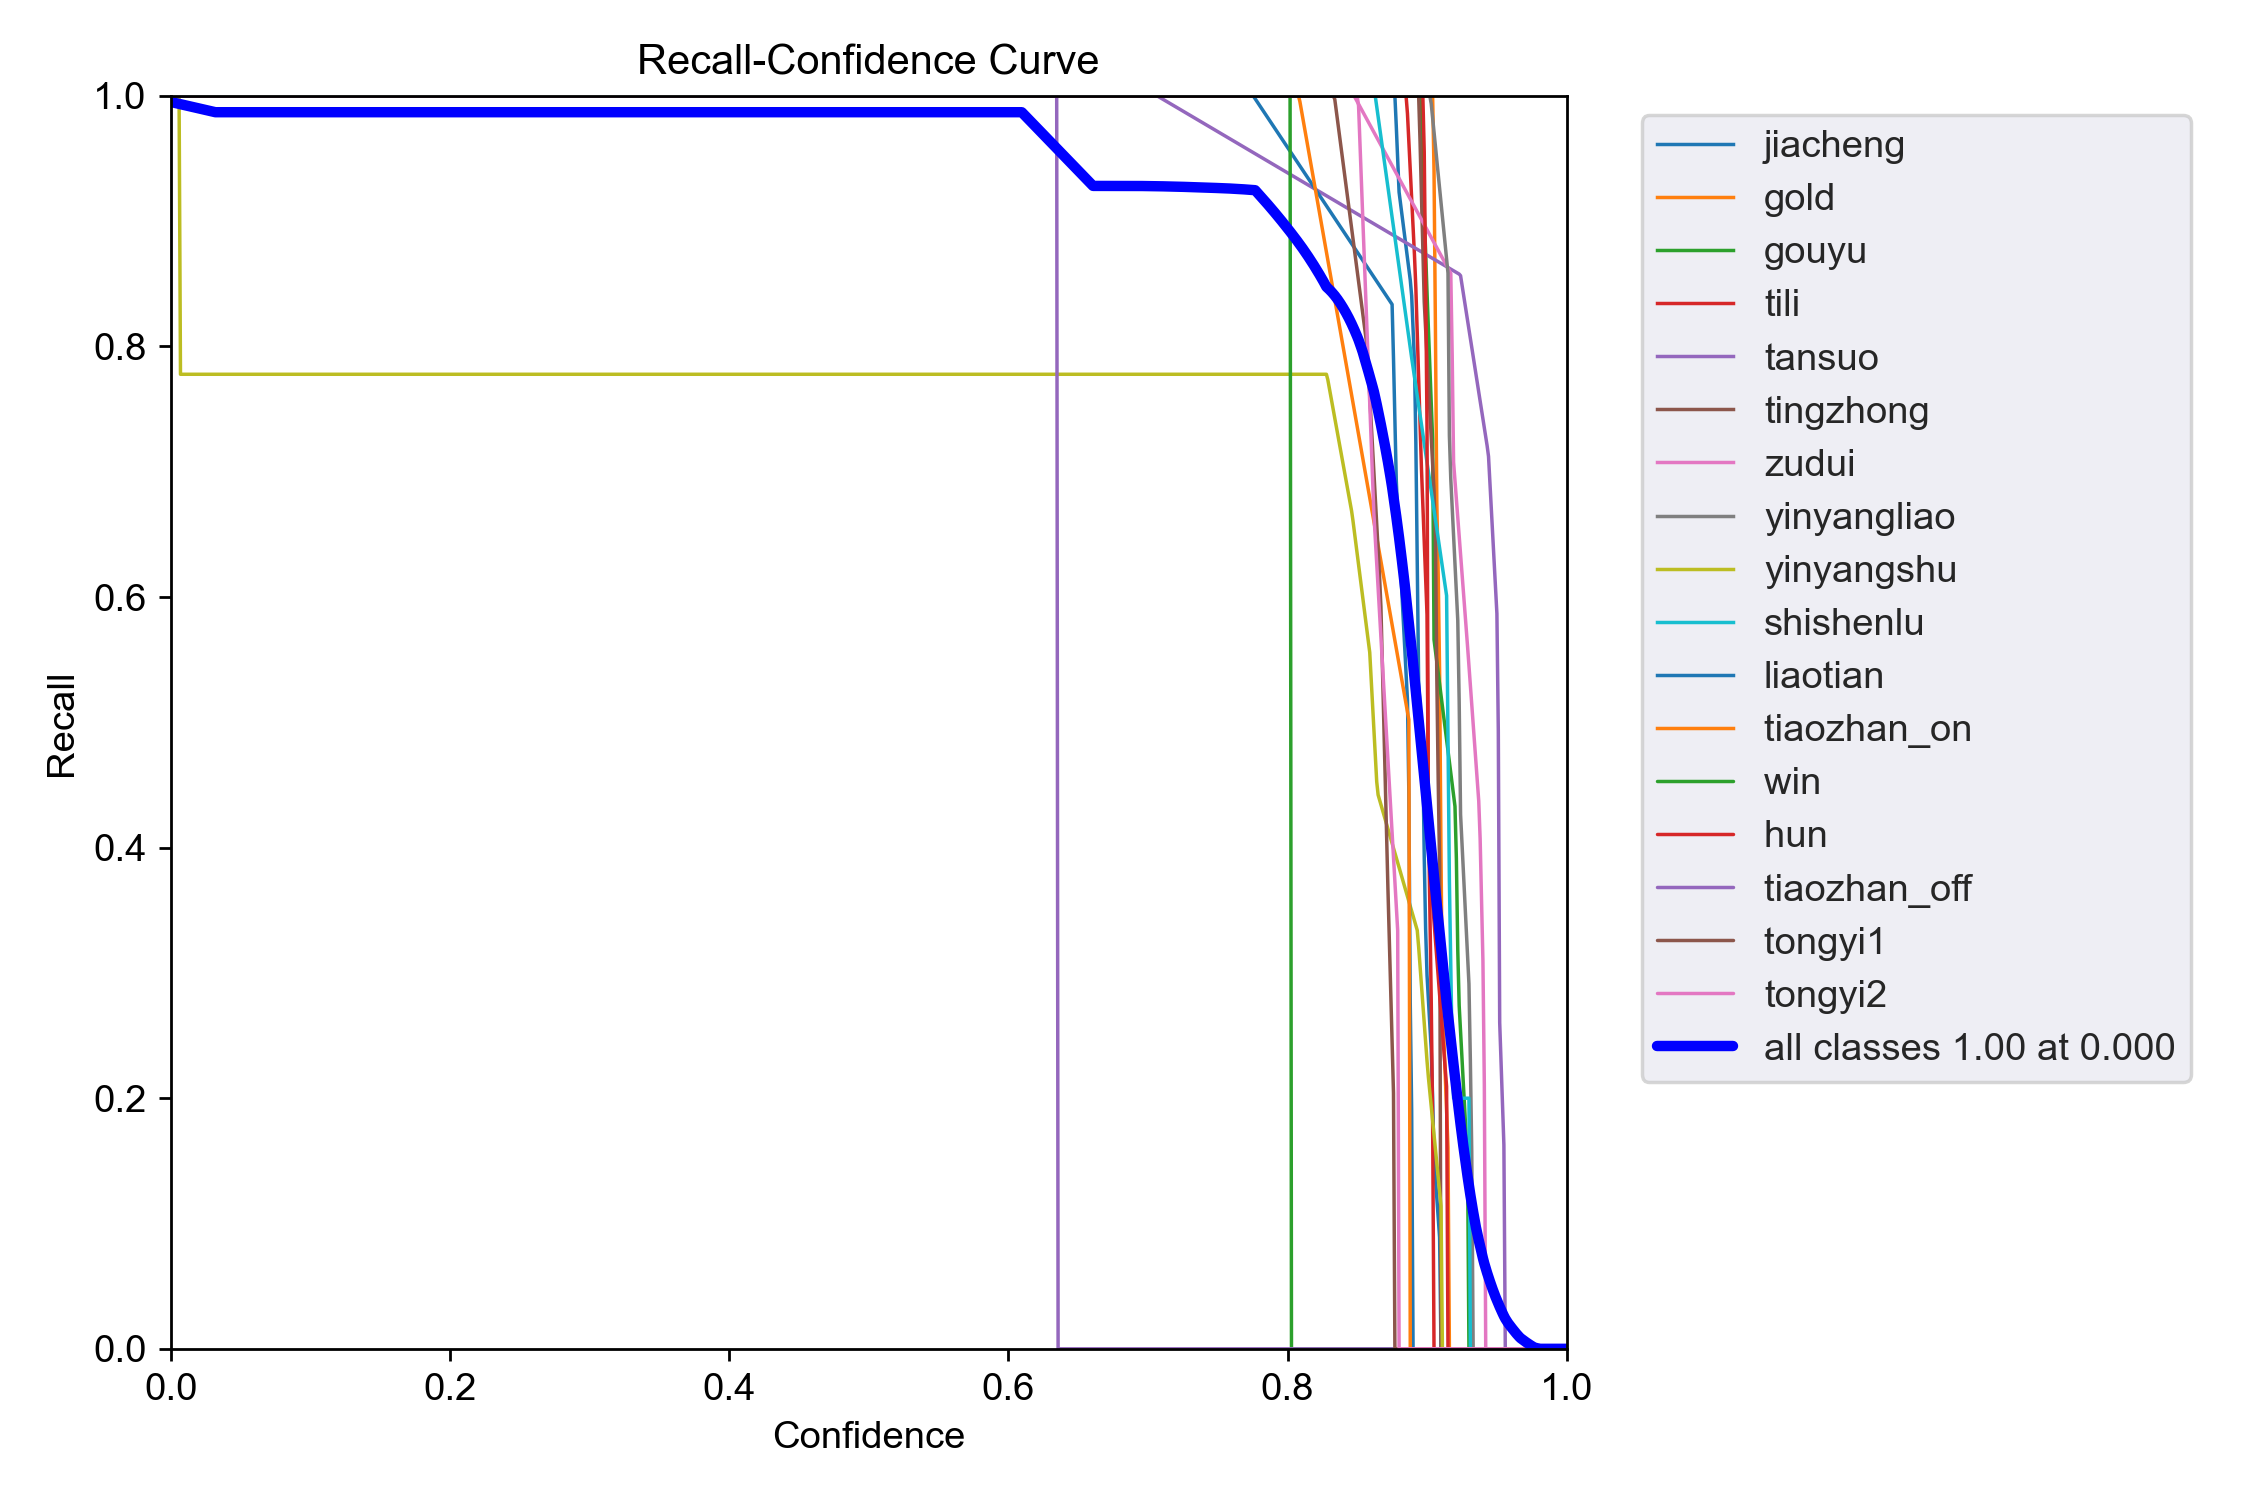 Recall-Confidence Curve
1.0
0.8
0.6
0.4
0.2
0.0
Recall
0.0 0.2 0.4 0.6 0.8 1.0
Confidence
jiacheng
gold
gouyu
tili
tansuo
tingzhong
zudui
yinyangliao
yinyangshu
shishenlu
liaotian
tiaozhan_on
win
hun
tiaozhan_off
tongyi1
tongyi2
all classes 1.00 at 0.000